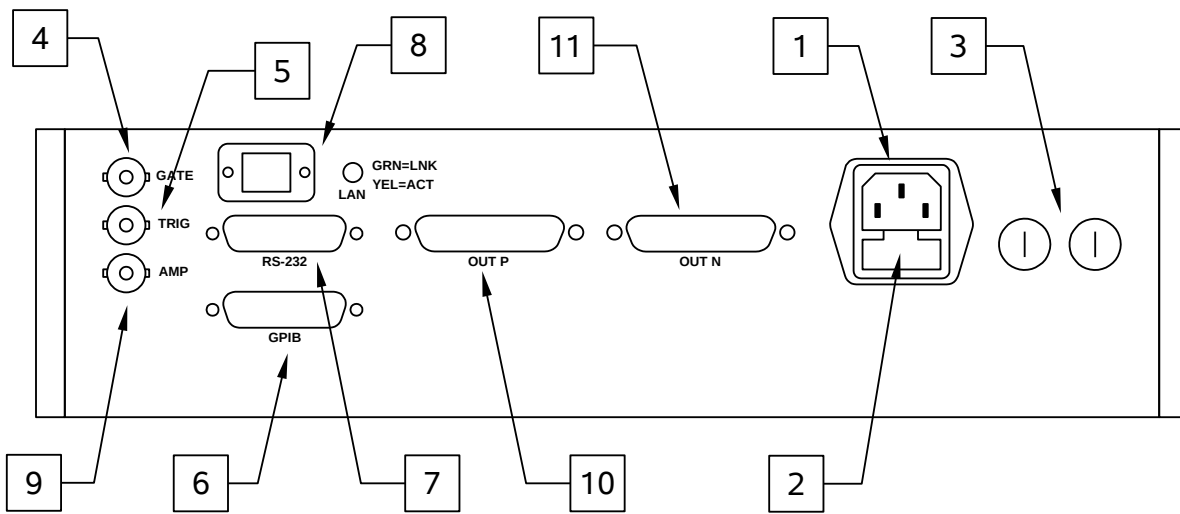 4
5
8
11
1
3
GATE
GRN=LNK
YEL=ACT
LAN
TRIG
RS-232
OUT P
OUT N
AMP
GPIB
9
6
7
10
2